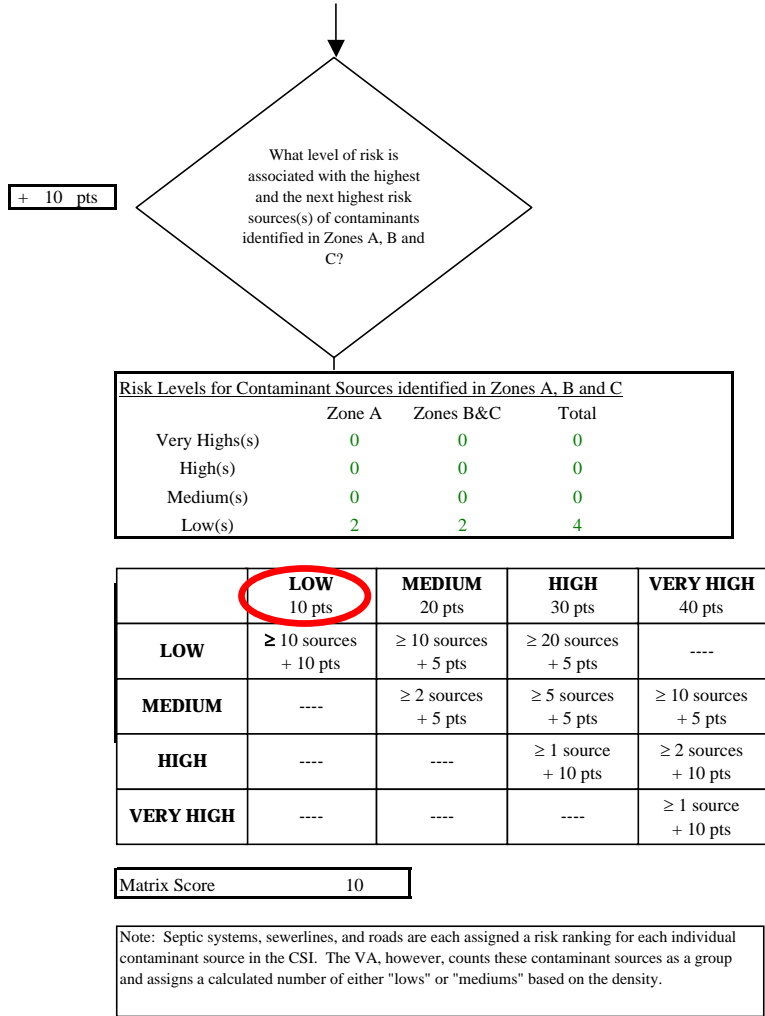 What level of risk is
associated with the highest
and the next highest risk
sources(s) of contaminants
identified in Zones A, B and
C?
+ 10 pts
Risk Levels for Contaminant Sources identified in Zones A, B and C
Zone A Zones B&C Total
Very Highs(s) 0 0 0
High(s) 0 0 0
Medium(s) 0 0 0
Low(s) 2 2 4
LOW MEDIUM HIGH VERY HIGH
10 pts 20 pts 30 pts 40 pts
LOW ≥ 10 sources ≥ 10 sources ≥ 20 sources ----
+ 10 pts + 5 pts + 5 pts
MEDIUM ---- ≥ 2 sources ≥ 5 sources ≥ 10 sources
+ 5 pts + 5 pts + 5 pts
HIGH ---- ---- ≥ 1 source ≥ 2 sources
+ 10 pts + 10 pts
VERY HIGH ---- ---- ---- ≥ 1 source
+ 10 pts
Matrix Score 10
Note: Septic systems, sewerlines, and roads are each assigned a risk ranking for each individual
contaminant source in the CSI. The VA, however, counts these contaminant sources as a group
and assigns a calculated number of either "lows" or "mediums" based on the density.